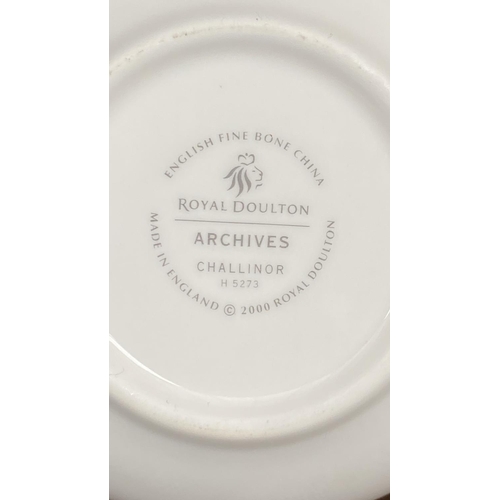 ENGLISH FINE BONE CHINA
ROYAL DOULTON
ARCHIVES
CHALLINOR
H 5273
MADE IN ENGLAND © 2000 ROYAL DOULTON